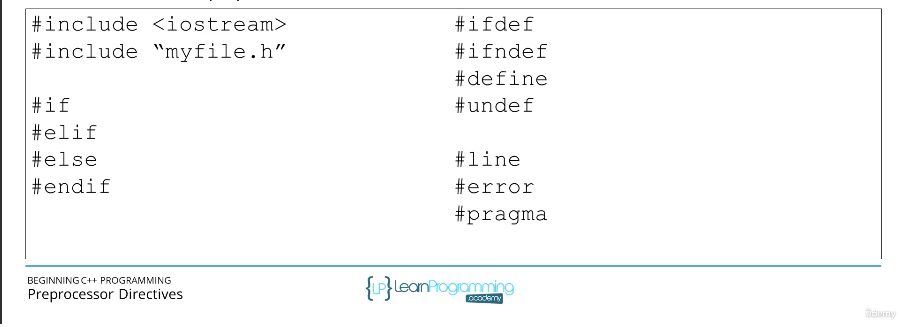 #include <iostream>
#include “myfile.h”
#if
#elif
#else
#endif
#ifdef
#ifndef
#define
#undef
#line
#error
#pragma
BEGINNING C++ PROGRAMMING
Preprocessor Directives
{LP} LearnProgramming
academy
ûdemy